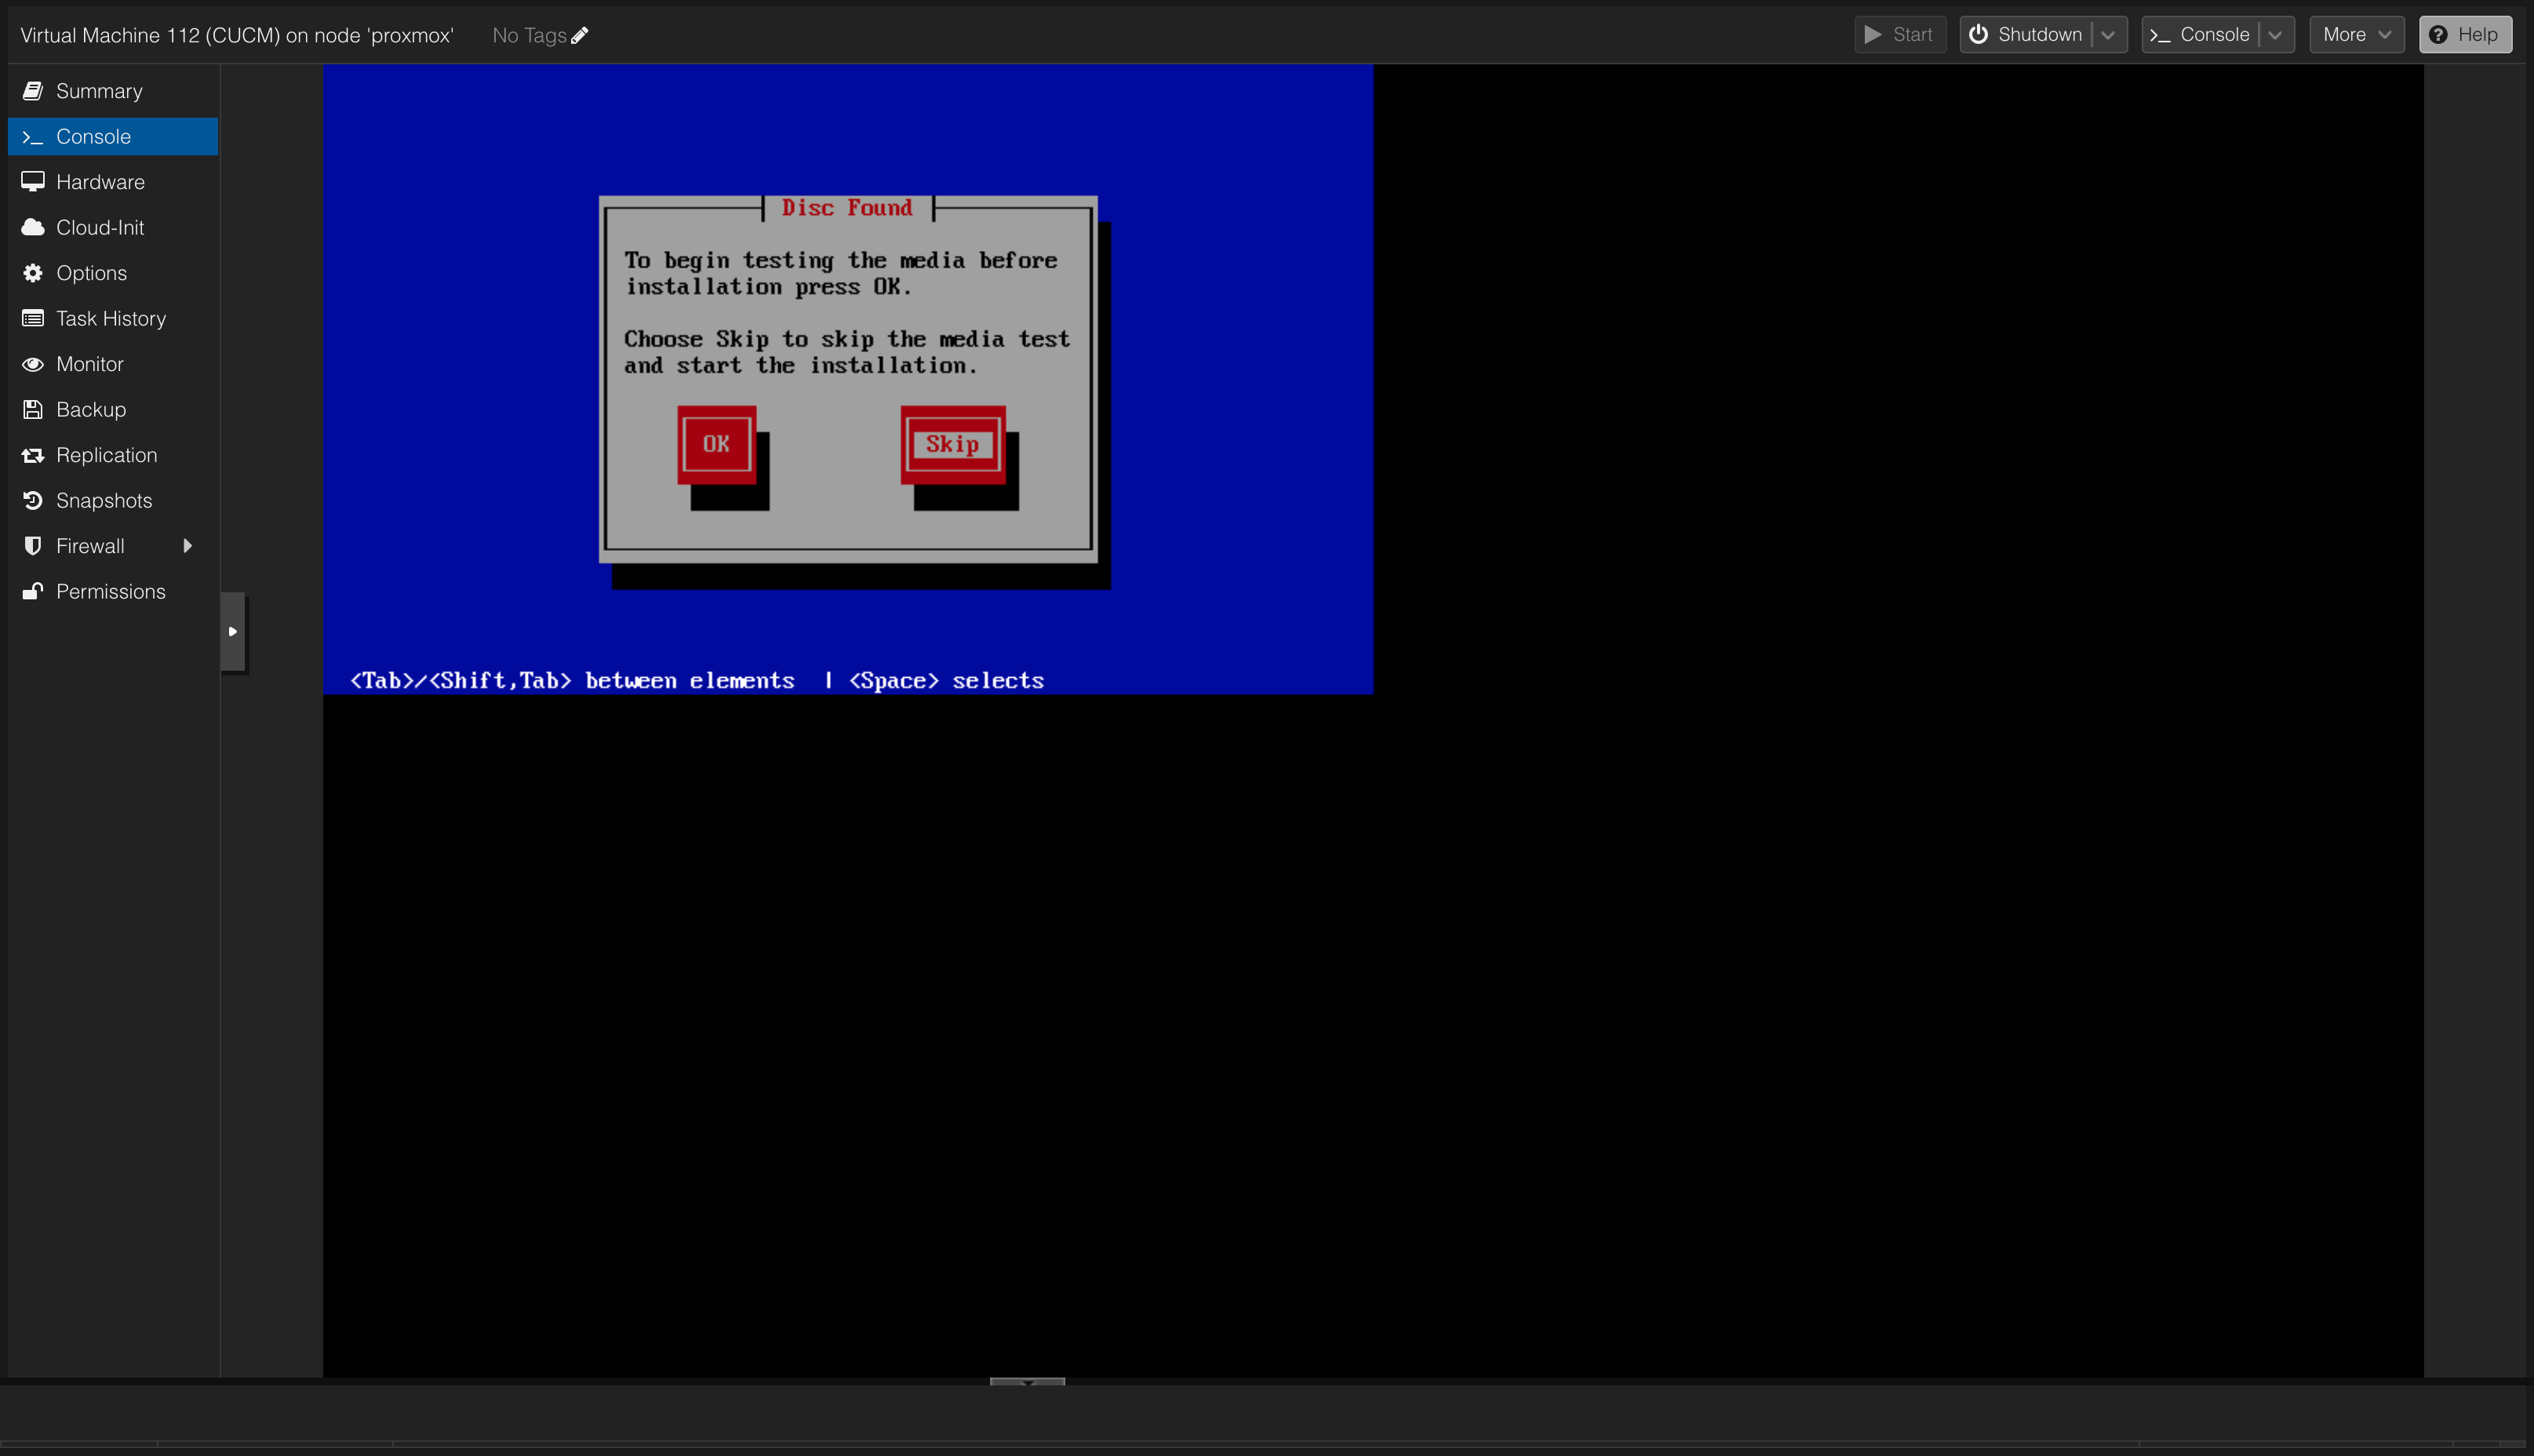 Virtual Machine 112 (CUCM) on node 'proxmox' No Tags Start Shutdown Console More Help
Summary
Console
Hardware
Cloud-Init
Options
Task History
Monitor
Backup
Replication
Snapshots
Firewall
Permissions
Disc Found
To begin testing the media before
installation press OK.
Choose Skip to skip the media test
and start the installation.
OK Skip
<Tab>/<Shift,Tab> between elements | <Space> selects